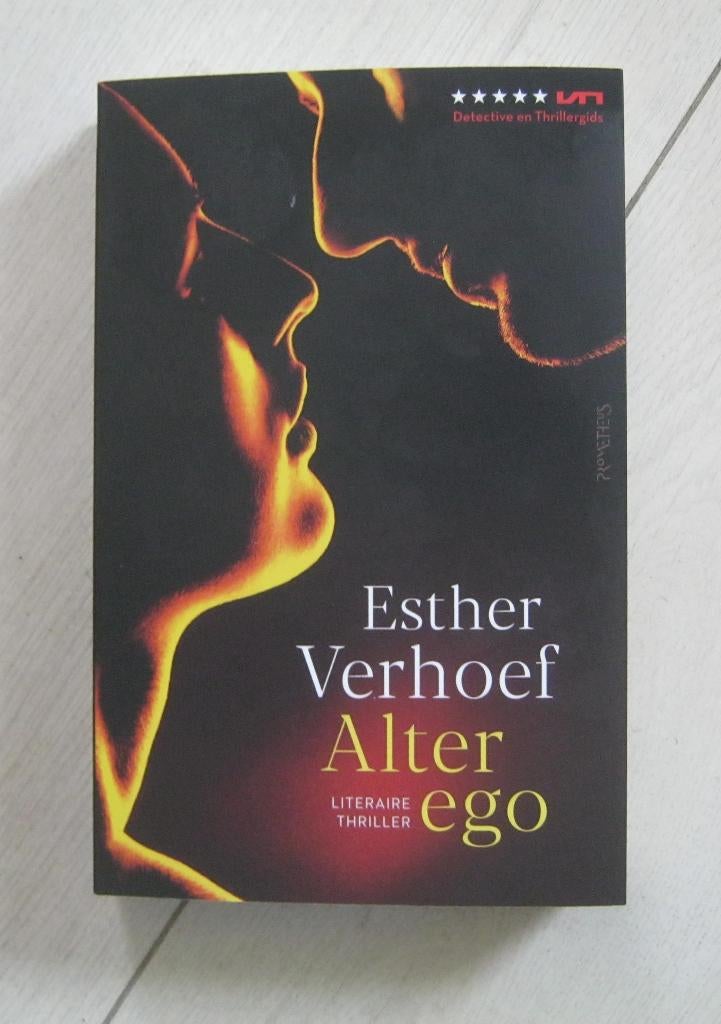 ★★★★★ VN
Detective en Thrillergids
PROMETHEUS
Esther
Verhoef
Alter
LITERAIRE
THRILLER
ego